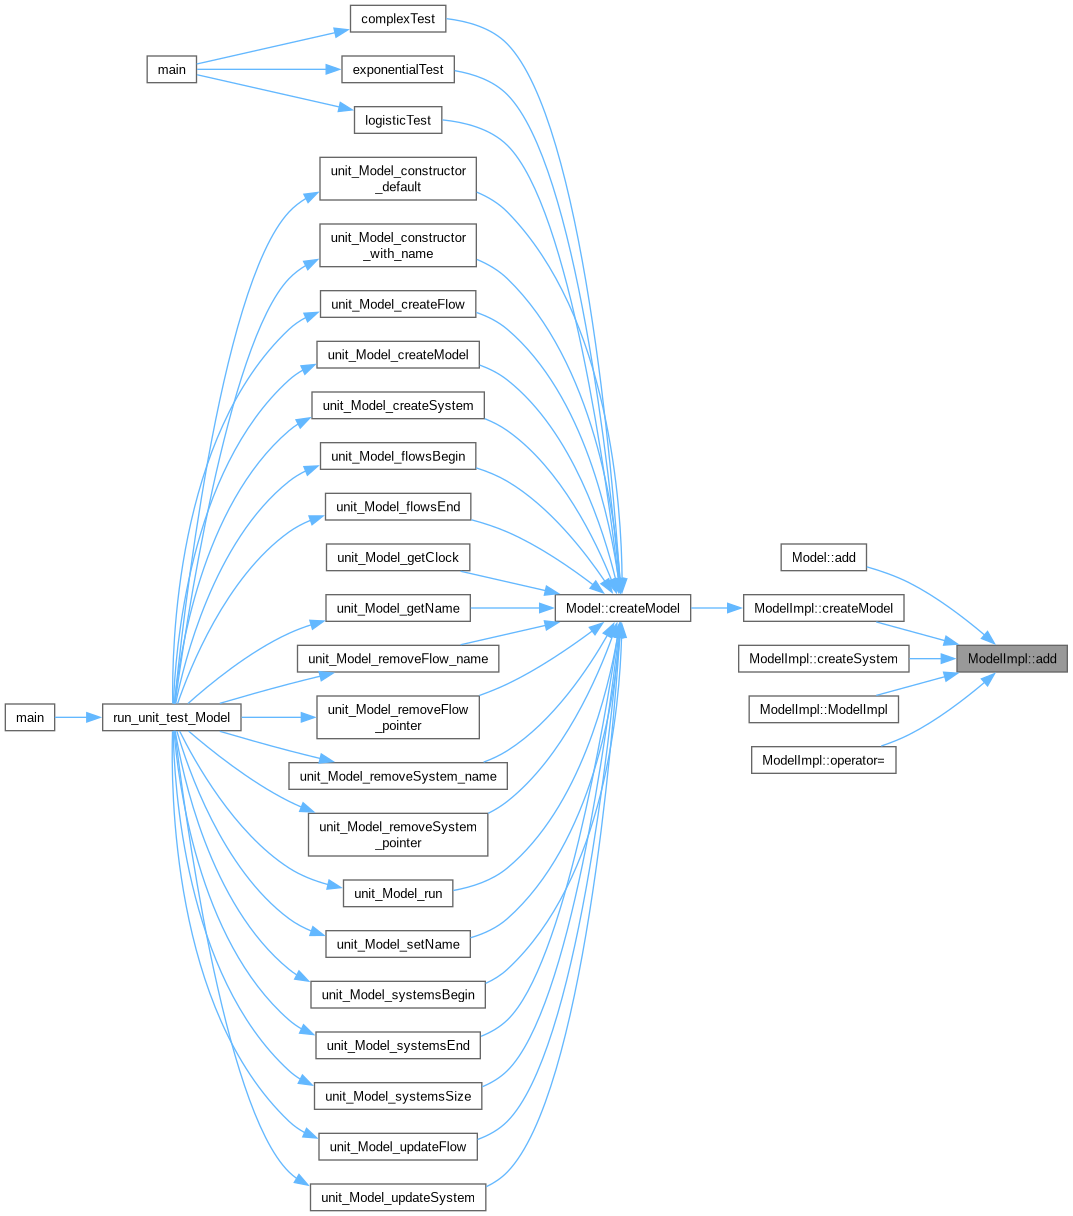 complexTest
main
exponentialTest
logisticTest
unit_Model_constructor
_default
unit_Model_constructor
_with_name
unit_Model_createFlow
unit_Model_createModel
unit_Model_createSystem
unit_Model_flowsBegin
unit_Model_flowsEnd
unit_Model_getClock
Model::add
unit_Model_getName
Model::createModel
ModelImpl::createModel
unit_Model_removeFlow_name
ModelImpl::createSystem
ModelImpl::add
main
run_unit_test_Model
unit_Model_removeFlow
_pointer
ModelImpl::ModelImpl
unit_Model_removeSystem_name
ModelImpl::operator=
unit_Model_removeSystem
_pointer
unit_Model_run
unit_Model_setName
unit_Model_systemsBegin
unit_Model_systemsEnd
unit_Model_systemsSize
unit_Model_updateFlow
unit_Model_updateSystem